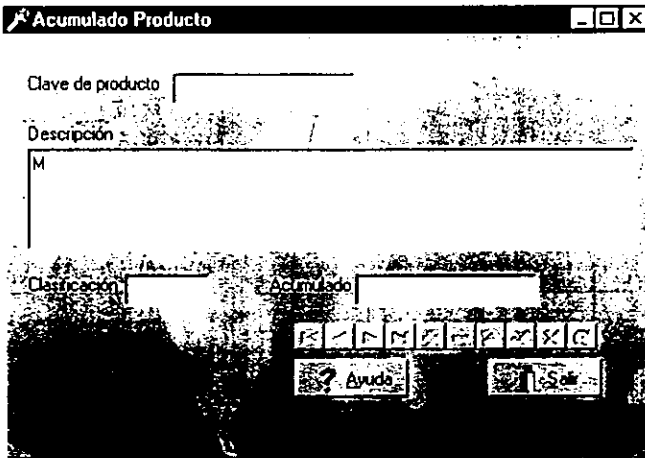 Acumulado Producto
Clave de producto
Descripción
M
Clasificación Acumulado
? Ayuda Salir